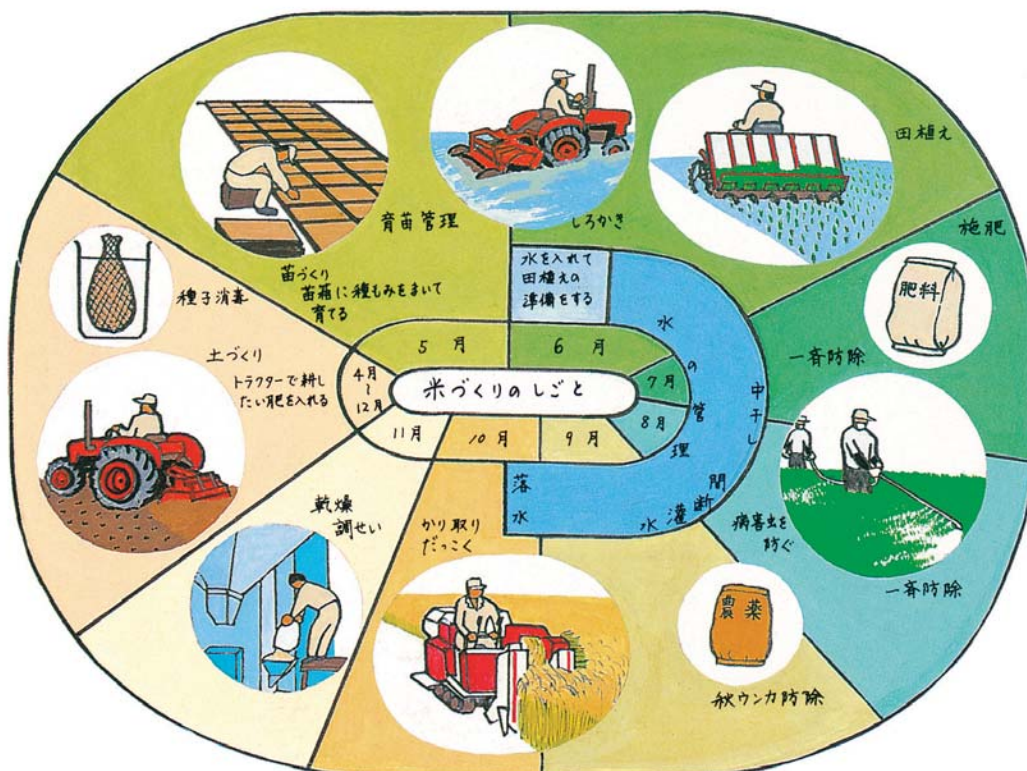 米づくりのしごと
4月
〜
12月
土づくり
トラクターで耕し
たい肥を入れる
種子消毒
5月
育苗管理
苗づくり
苗箱に種もみをまいて
育てる
6月
しろかき
水を入れて
田植えの
準備をする
田植え
7月
施肥
肥料
一斉防除
水の管理
中干し
間断灌水
落水
8月
病害虫を
防ぐ
一斉防除
9月
農薬
秋ウンカ防除
10月
かり取り
だっこく
11月
乾燥
調せい